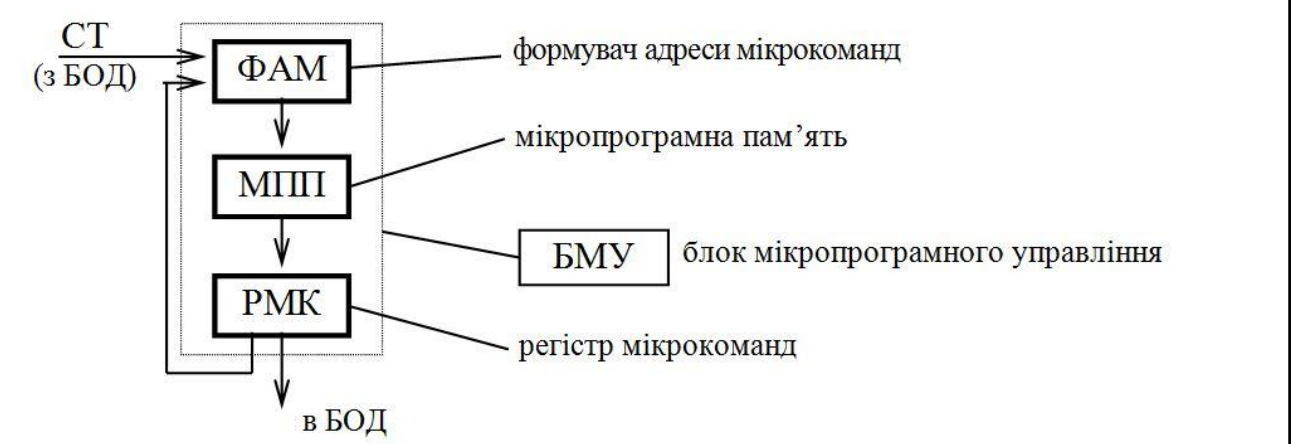 СТ
(з БОД)
ФАМ
формувач адреси мікрокоманд
МПП
мікропрограмна пам’ять
БМУ
блок мікропрограмного управління
РМК
регістр мікрокоманд
в БОД